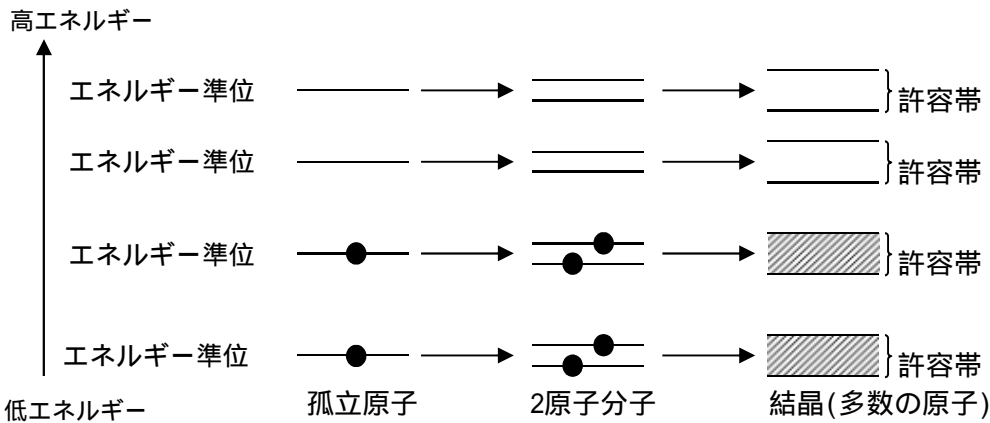 高エネルギー
エネルギー準位
許容帯
エネルギー準位
許容帯
エネルギー準位
許容帯
エネルギー準位
許容帯
低エネルギー
孤立原子
2原子分子
結晶(多数の原子)